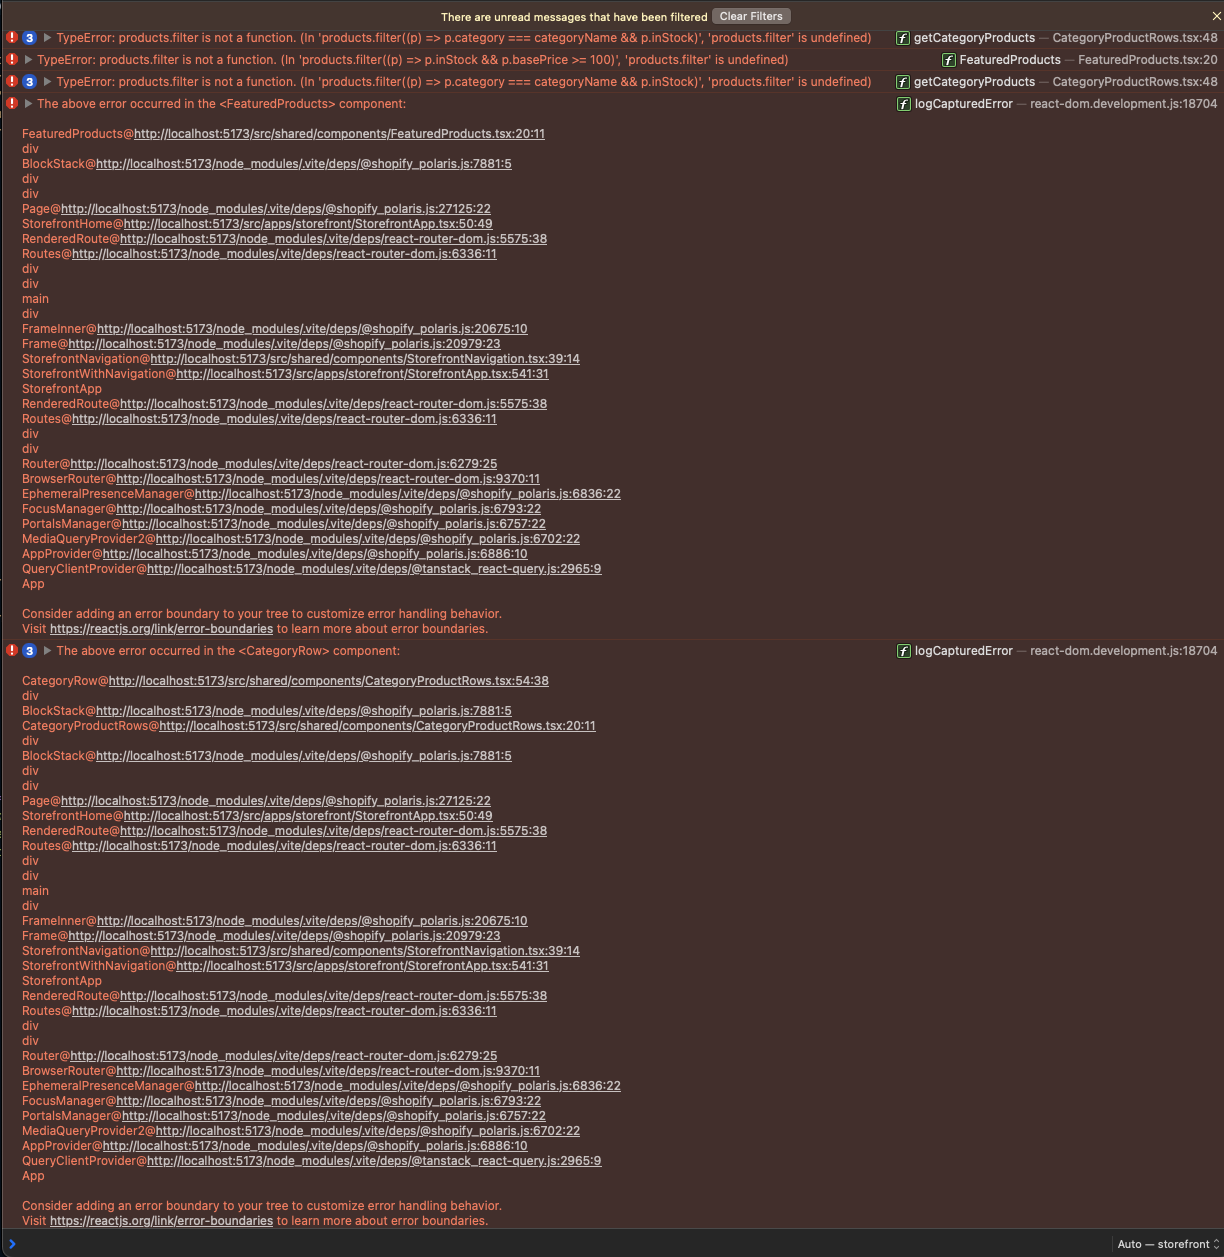 There are unread messages that have been filtered Clear Filters
3 TypeError: products.filter is not a function. (In 'products.filter((p) => p.category === categoryName && p.inStock)', 'products.filter' is undefined) f getCategoryProducts — CategoryProductRows.tsx:48
TypeError: products.filter is not a function. (In 'products.filter((p) => p.inStock && p.basePrice >= 100)', 'products.filter' is undefined) f FeaturedProducts — FeaturedProducts.tsx:20
3 TypeError: products.filter is not a function. (In 'products.filter((p) => p.category === categoryName && p.inStock)', 'products.filter' is undefined) f getCategoryProducts — CategoryProductRows.tsx:48
The above error occurred in the <FeaturedProducts> component: f logCapturedError — react-dom.development.js:18704
FeaturedProducts@http://localhost:5173/src/shared/components/FeaturedProducts.tsx:20:11
div
BlockStack@http://localhost:5173/node_modules/.vite/deps/@shopify_polaris.js:7881:5
div
div
Page@http://localhost:5173/node_modules/.vite/deps/@shopify_polaris.js:27125:22
StorefrontHome@http://localhost:5173/src/apps/storefront/StorefrontApp.tsx:50:49
RenderedRoute@http://localhost:5173/node_modules/.vite/deps/react-router-dom.js:5575:38
Routes@http://localhost:5173/node_modules/.vite/deps/react-router-dom.js:6336:11
div
div
main
div
FrameInner@http://localhost:5173/node_modules/.vite/deps/@shopify_polaris.js:20675:10
Frame@http://localhost:5173/node_modules/.vite/deps/@shopify_polaris.js:20979:23
StorefrontNavigation@http://localhost:5173/src/shared/components/StorefrontNavigation.tsx:39:14
StorefrontWithNavigation@http://localhost:5173/src/apps/storefront/StorefrontApp.tsx:541:31
StorefrontApp
RenderedRoute@http://localhost:5173/node_modules/.vite/deps/react-router-dom.js:5575:38
Routes@http://localhost:5173/node_modules/.vite/deps/react-router-dom.js:6336:11
div
div
Router@http://localhost:5173/node_modules/.vite/deps/react-router-dom.js:6279:25
BrowserRouter@http://localhost:5173/node_modules/.vite/deps/react-router-dom.js:9370:11
EphemeralPresenceManager@http://localhost:5173/node_modules/.vite/deps/@shopify_polaris.js:6836:22
FocusManager@http://localhost:5173/node_modules/.vite/deps/@shopify_polaris.js:6793:22
PortalsManager@http://localhost:5173/node_modules/.vite/deps/@shopify_polaris.js:6757:22
MediaQueryProvider2@http://localhost:5173/node_modules/.vite/deps/@shopify_polaris.js:6702:22
AppProvider@http://localhost:5173/node_modules/.vite/deps/@shopify_polaris.js:6886:10
QueryClientProvider@http://localhost:5173/node_modules/.vite/deps/@tanstack_react-query.js:2965:9
App
Consider adding an error boundary to your tree to customize error handling behavior.
Visit https://reactjs.org/link/error-boundaries to learn more about error boundaries.
3 The above error occurred in the <CategoryRow> component: f logCapturedError — react-dom.development.js:18704
CategoryRow@http://localhost:5173/src/shared/components/CategoryProductRows.tsx:54:38
div
BlockStack@http://localhost:5173/node_modules/.vite/deps/@shopify_polaris.js:7881:5
CategoryProductRows@http://localhost:5173/src/shared/components/CategoryProductRows.tsx:20:11
div
BlockStack@http://localhost:5173/node_modules/.vite/deps/@shopify_polaris.js:7881:5
div
div
Page@http://localhost:5173/node_modules/.vite/deps/@shopify_polaris.js:27125:22
StorefrontHome@http://localhost:5173/src/apps/storefront/StorefrontApp.tsx:50:49
RenderedRoute@http://localhost:5173/node_modules/.vite/deps/react-router-dom.js:5575:38
Routes@http://localhost:5173/node_modules/.vite/deps/react-router-dom.js:6336:11
div
div
main
div
FrameInner@http://localhost:5173/node_modules/.vite/deps/@shopify_polaris.js:20675:10
Frame@http://localhost:5173/node_modules/.vite/deps/@shopify_polaris.js:20979:23
StorefrontNavigation@http://localhost:5173/src/shared/components/StorefrontNavigation.tsx:39:14
StorefrontWithNavigation@http://localhost:5173/src/apps/storefront/StorefrontApp.tsx:541:31
StorefrontApp
RenderedRoute@http://localhost:5173/node_modules/.vite/deps/react-router-dom.js:5575:38
Routes@http://localhost:5173/node_modules/.vite/deps/react-router-dom.js:6336:11
div
div
Router@http://localhost:5173/node_modules/.vite/deps/react-router-dom.js:6279:25
BrowserRouter@http://localhost:5173/node_modules/.vite/deps/react-router-dom.js:9370:11
EphemeralPresenceManager@http://localhost:5173/node_modules/.vite/deps/@shopify_polaris.js:6836:22
FocusManager@http://localhost:5173/node_modules/.vite/deps/@shopify_polaris.js:6793:22
PortalsManager@http://localhost:5173/node_modules/.vite/deps/@shopify_polaris.js:6757:22
MediaQueryProvider2@http://localhost:5173/node_modules/.vite/deps/@shopify_polaris.js:6702:22
AppProvider@http://localhost:5173/node_modules/.vite/deps/@shopify_polaris.js:6886:10
QueryClientProvider@http://localhost:5173/node_modules/.vite/deps/@tanstack_react-query.js:2965:9
App
Consider adding an error boundary to your tree to customize error handling behavior.
Visit https://reactjs.org/link/error-boundaries to learn more about error boundaries.
Auto — storefront